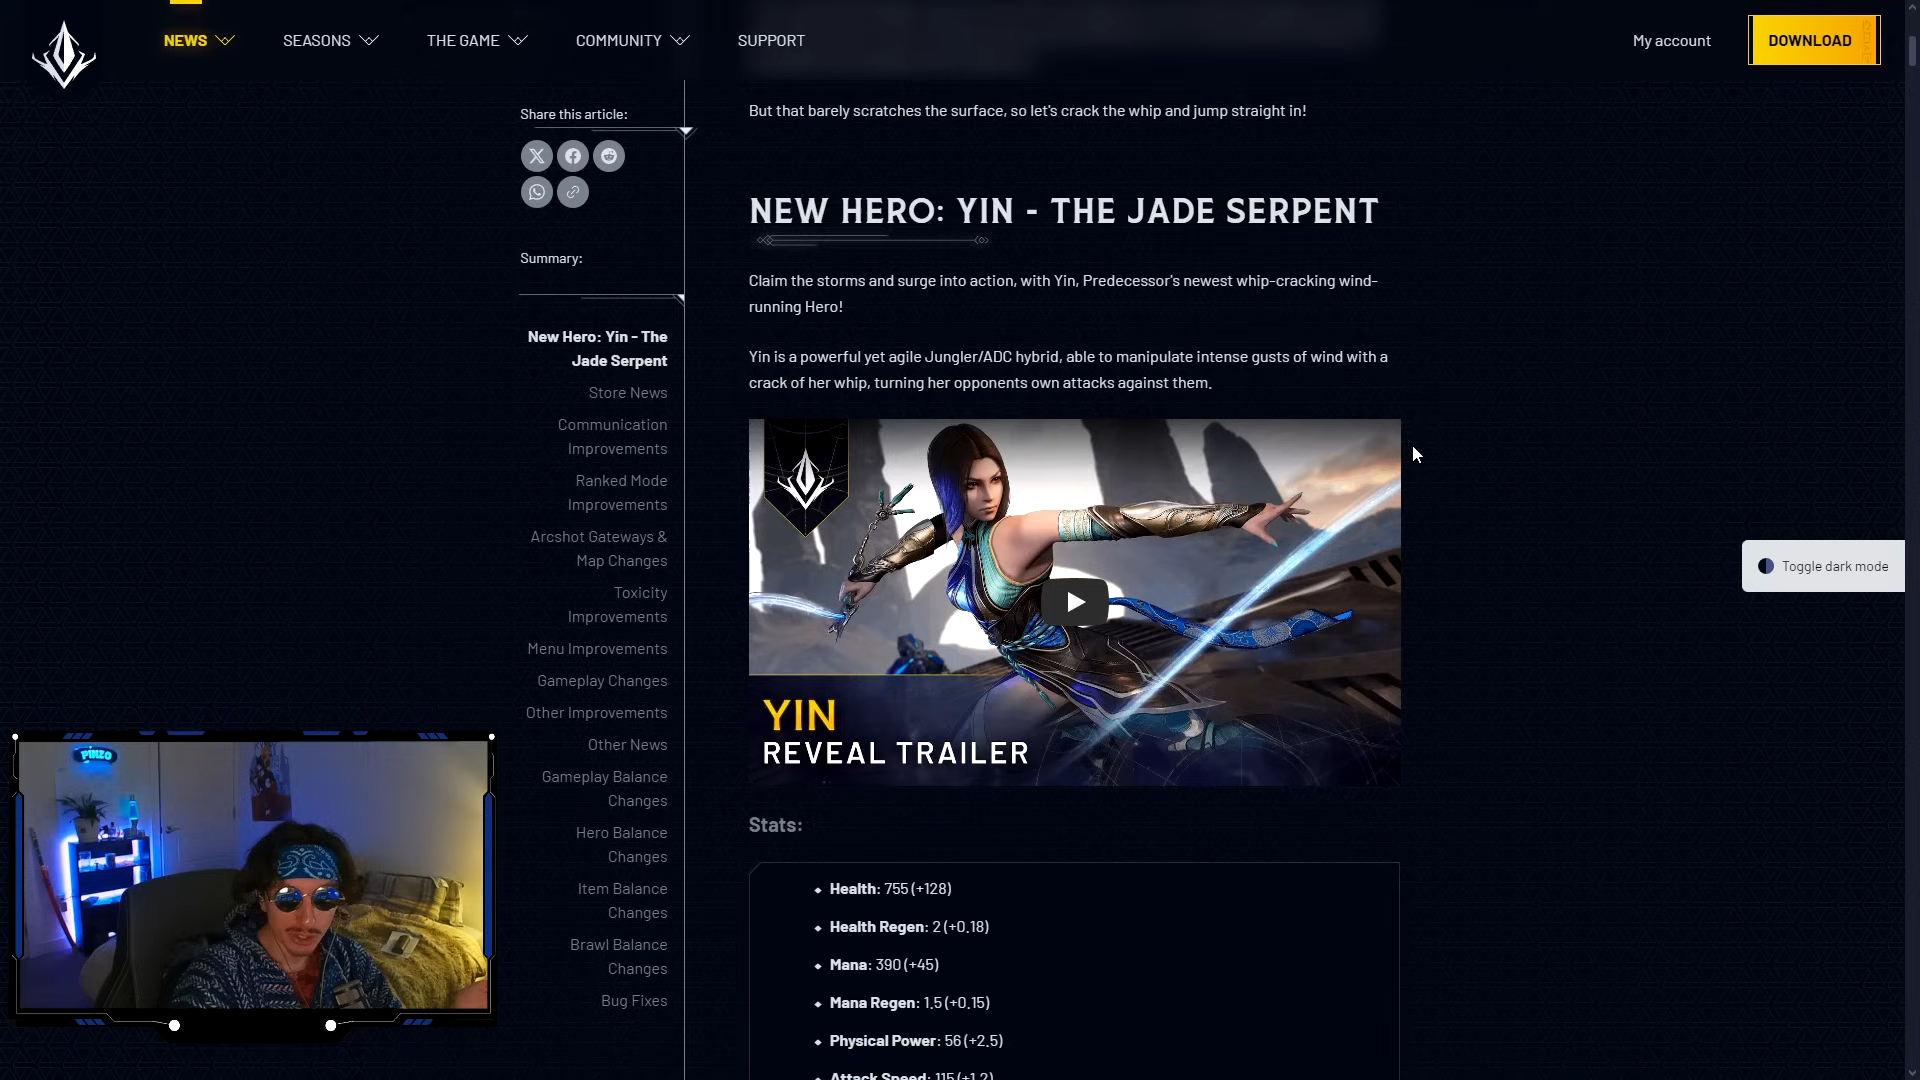 NEWS
SEASONS
THE GAME
COMMUNITY
SUPPORT
My account
DOWNLOAD
Share this article:
Summary:
New Hero: Yin - The
Jade Serpent
Store News
Communication
Improvements
Ranked Mode
Improvements
Arcshot Gateways &
Map Changes
Toxicity
Improvements
Menu Improvements
Gameplay Changes
Other Improvements
Other News
Gameplay Balance
Changes
Hero Balance
Changes
Item Balance
Changes
Brawl Balance
Changes
Bug Fixes
But that barely scratches the surface, so let's crack the whip and jump straight in!
NEW HERO: YIN - THE JADE SERPENT
Claim the storms and surge into action, with Yin, Predecessor's newest whip-cracking wind-
running Hero!
Yin is a powerful yet agile Jungler/ADC hybrid, able to manipulate intense gusts of wind with a
crack of her whip, turning her opponents own attacks against them.
YIN
REVEAL TRAILER
Stats:
Health: 755 (+128)
Health Regen: 2 (+0.18)
Mana: 390 (+45)
Mana Regen: 1.5 (+0.15)
Physical Power: 56 (+2.5)
Attack Speed: 115 (+1.2)
Toggle dark mode
PINZO